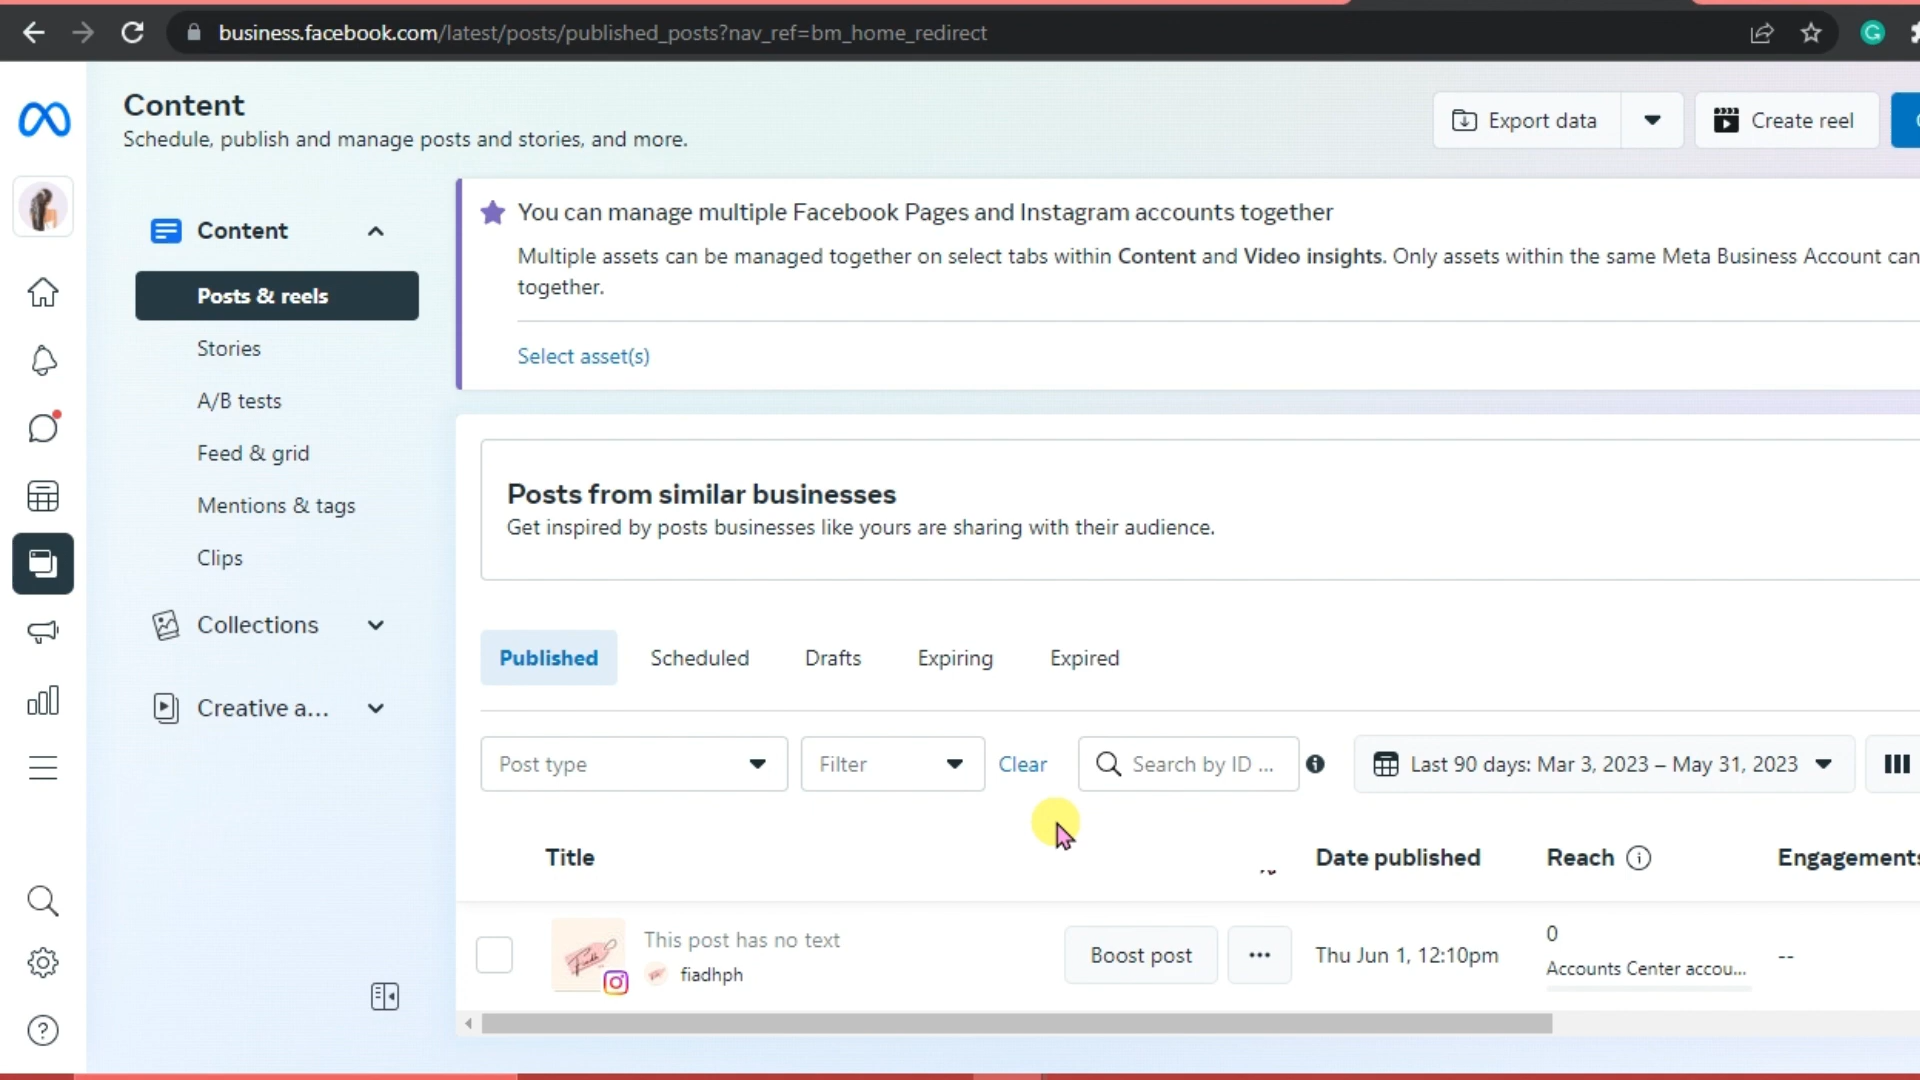 business.facebook.com/latest/posts/published_posts?nav_ref=bm_home_redirect
Content
Schedule, publish and manage posts and stories, and more.
Export data
Create reel
Content
Posts & reels
Stories
A/B tests
Feed & grid
Mentions & tags
Clips
Collections
Creative a...
You can manage multiple Facebook Pages and Instagram accounts together
Multiple assets can be managed together on select tabs within Content and Video insights. Only assets within the same Meta Business Account can
together.
Select asset(s)
Posts from similar businesses
Get inspired by posts businesses like yours are sharing with their audience.
Published
Scheduled
Drafts
Expiring
Expired
Post type
Filter
Clear
Search by ID ...
Last 90 days: Mar 3, 2023 – May 31, 2023
Title
Date published
Reach
Engagements
This post has no text
fiadhph
Boost post
Thu Jun 1, 12:10pm
0
Accounts Center accou...
--